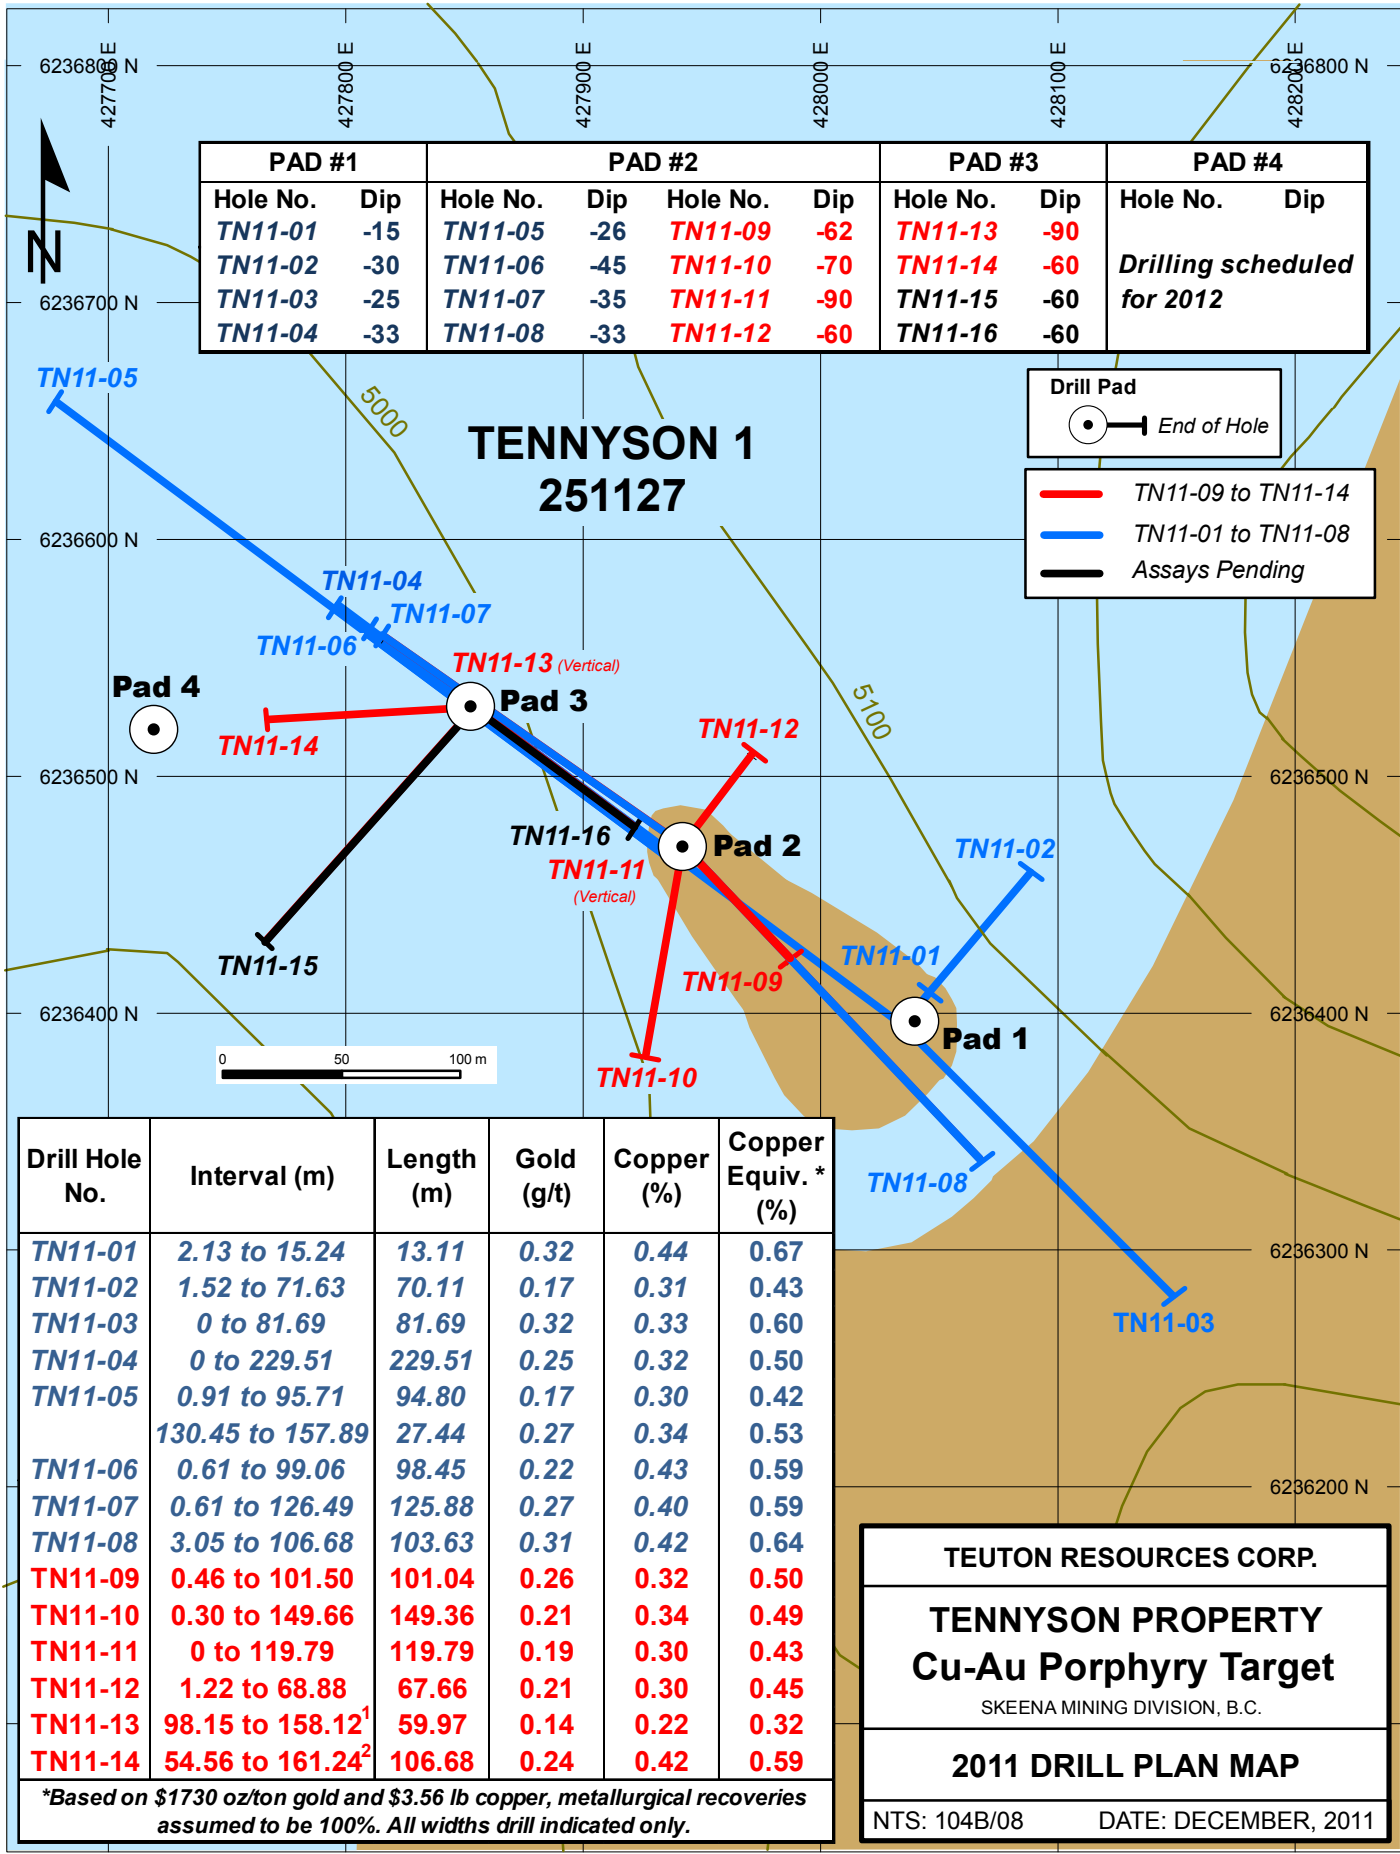 427700 E
427800 E
427900 E
428000 E
428100 E
428200 E
6236800 N
6236800 N
N
PAD #1 PAD #2 PAD #3 PAD #4
Hole No. Dip Hole No. Dip Hole No. Dip Hole No. Dip Hole No. Dip
TN11-01 -15 TN11-05 -26 TN11-09 -62 TN11-13 -90
TN11-02 -30 TN11-06 -45 TN11-10 -70 TN11-14 -60 Drilling scheduled
TN11-03 -25 TN11-07 -35 TN11-11 -90 TN11-15 -60 for 2012
TN11-04 -33 TN11-08 -33 TN11-12 -60 TN11-16 -60
6236700 N
TN11-05
5000
TENNYSON 1
251127
Drill Pad
End of Hole
TN11-09 to TN11-14
TN11-01 to TN11-08
Assays Pending
6236600 N
TN11-04
TN11-07
TN11-06
TN11-13 (Vertical)
Pad 4
Pad 3
5100
TN11-14
TN11-12
6236500 N
6236500 N
TN11-16
Pad 2
TN11-02
TN11-11
(Vertical)
TN11-15
TN11-01
TN11-09
6236400 N
6236400 N
Pad 1
0 50 100 m
TN11-10
TN11-08
6236300 N
TN11-03
6236200 N
Drill Hole No. Interval (m) Length (m) Gold (g/t) Copper (%) Copper Equiv. * (%)
TN11-01 2.13 to 15.24 13.11 0.32 0.44 0.67
TN11-02 1.52 to 71.63 70.11 0.17 0.31 0.43
TN11-03 0 to 81.69 81.69 0.32 0.33 0.60
TN11-04 0 to 229.51 229.51 0.25 0.32 0.50
TN11-05 0.91 to 95.71 94.80 0.17 0.30 0.42
130.45 to 157.89 27.44 0.27 0.34 0.53
TN11-06 0.61 to 99.06 98.45 0.22 0.43 0.59
TN11-07 0.61 to 126.49 125.88 0.27 0.40 0.59
TN11-08 3.05 to 106.68 103.63 0.31 0.42 0.64
TN11-09 0.46 to 101.50 101.04 0.26 0.32 0.50
TN11-10 0.30 to 149.66 149.36 0.21 0.34 0.49
TN11-11 0 to 119.79 119.79 0.19 0.30 0.43
TN11-12 1.22 to 68.88 67.66 0.21 0.30 0.45
TN11-13 98.15 to 158.12¹ 59.97 0.14 0.22 0.32
TN11-14 54.56 to 161.24² 106.68 0.24 0.42 0.59
*Based on $1730 oz/ton gold and $3.56 lb copper, metallurgical recoveries
assumed to be 100%. All widths drill indicated only.
TEUTON RESOURCES CORP.
TENNYSON PROPERTY
Cu-Au Porphyry Target
SKEENA MINING DIVISION, B.C.
2011 DRILL PLAN MAP
NTS: 104B/08 DATE: DECEMBER, 2011